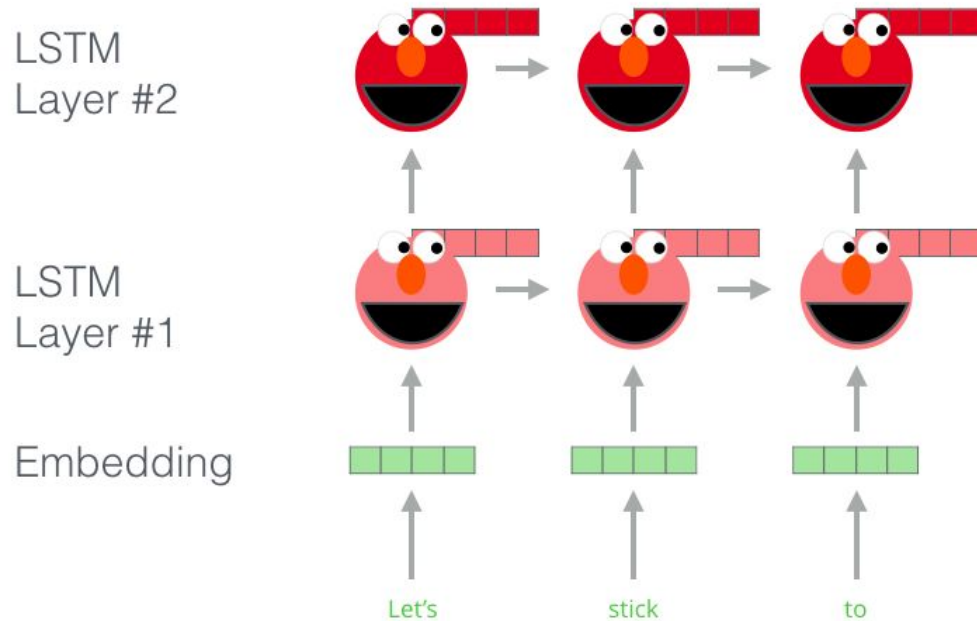 LSTM
Layer #2
LSTM
Layer #1
Embedding
Let's
stick
to